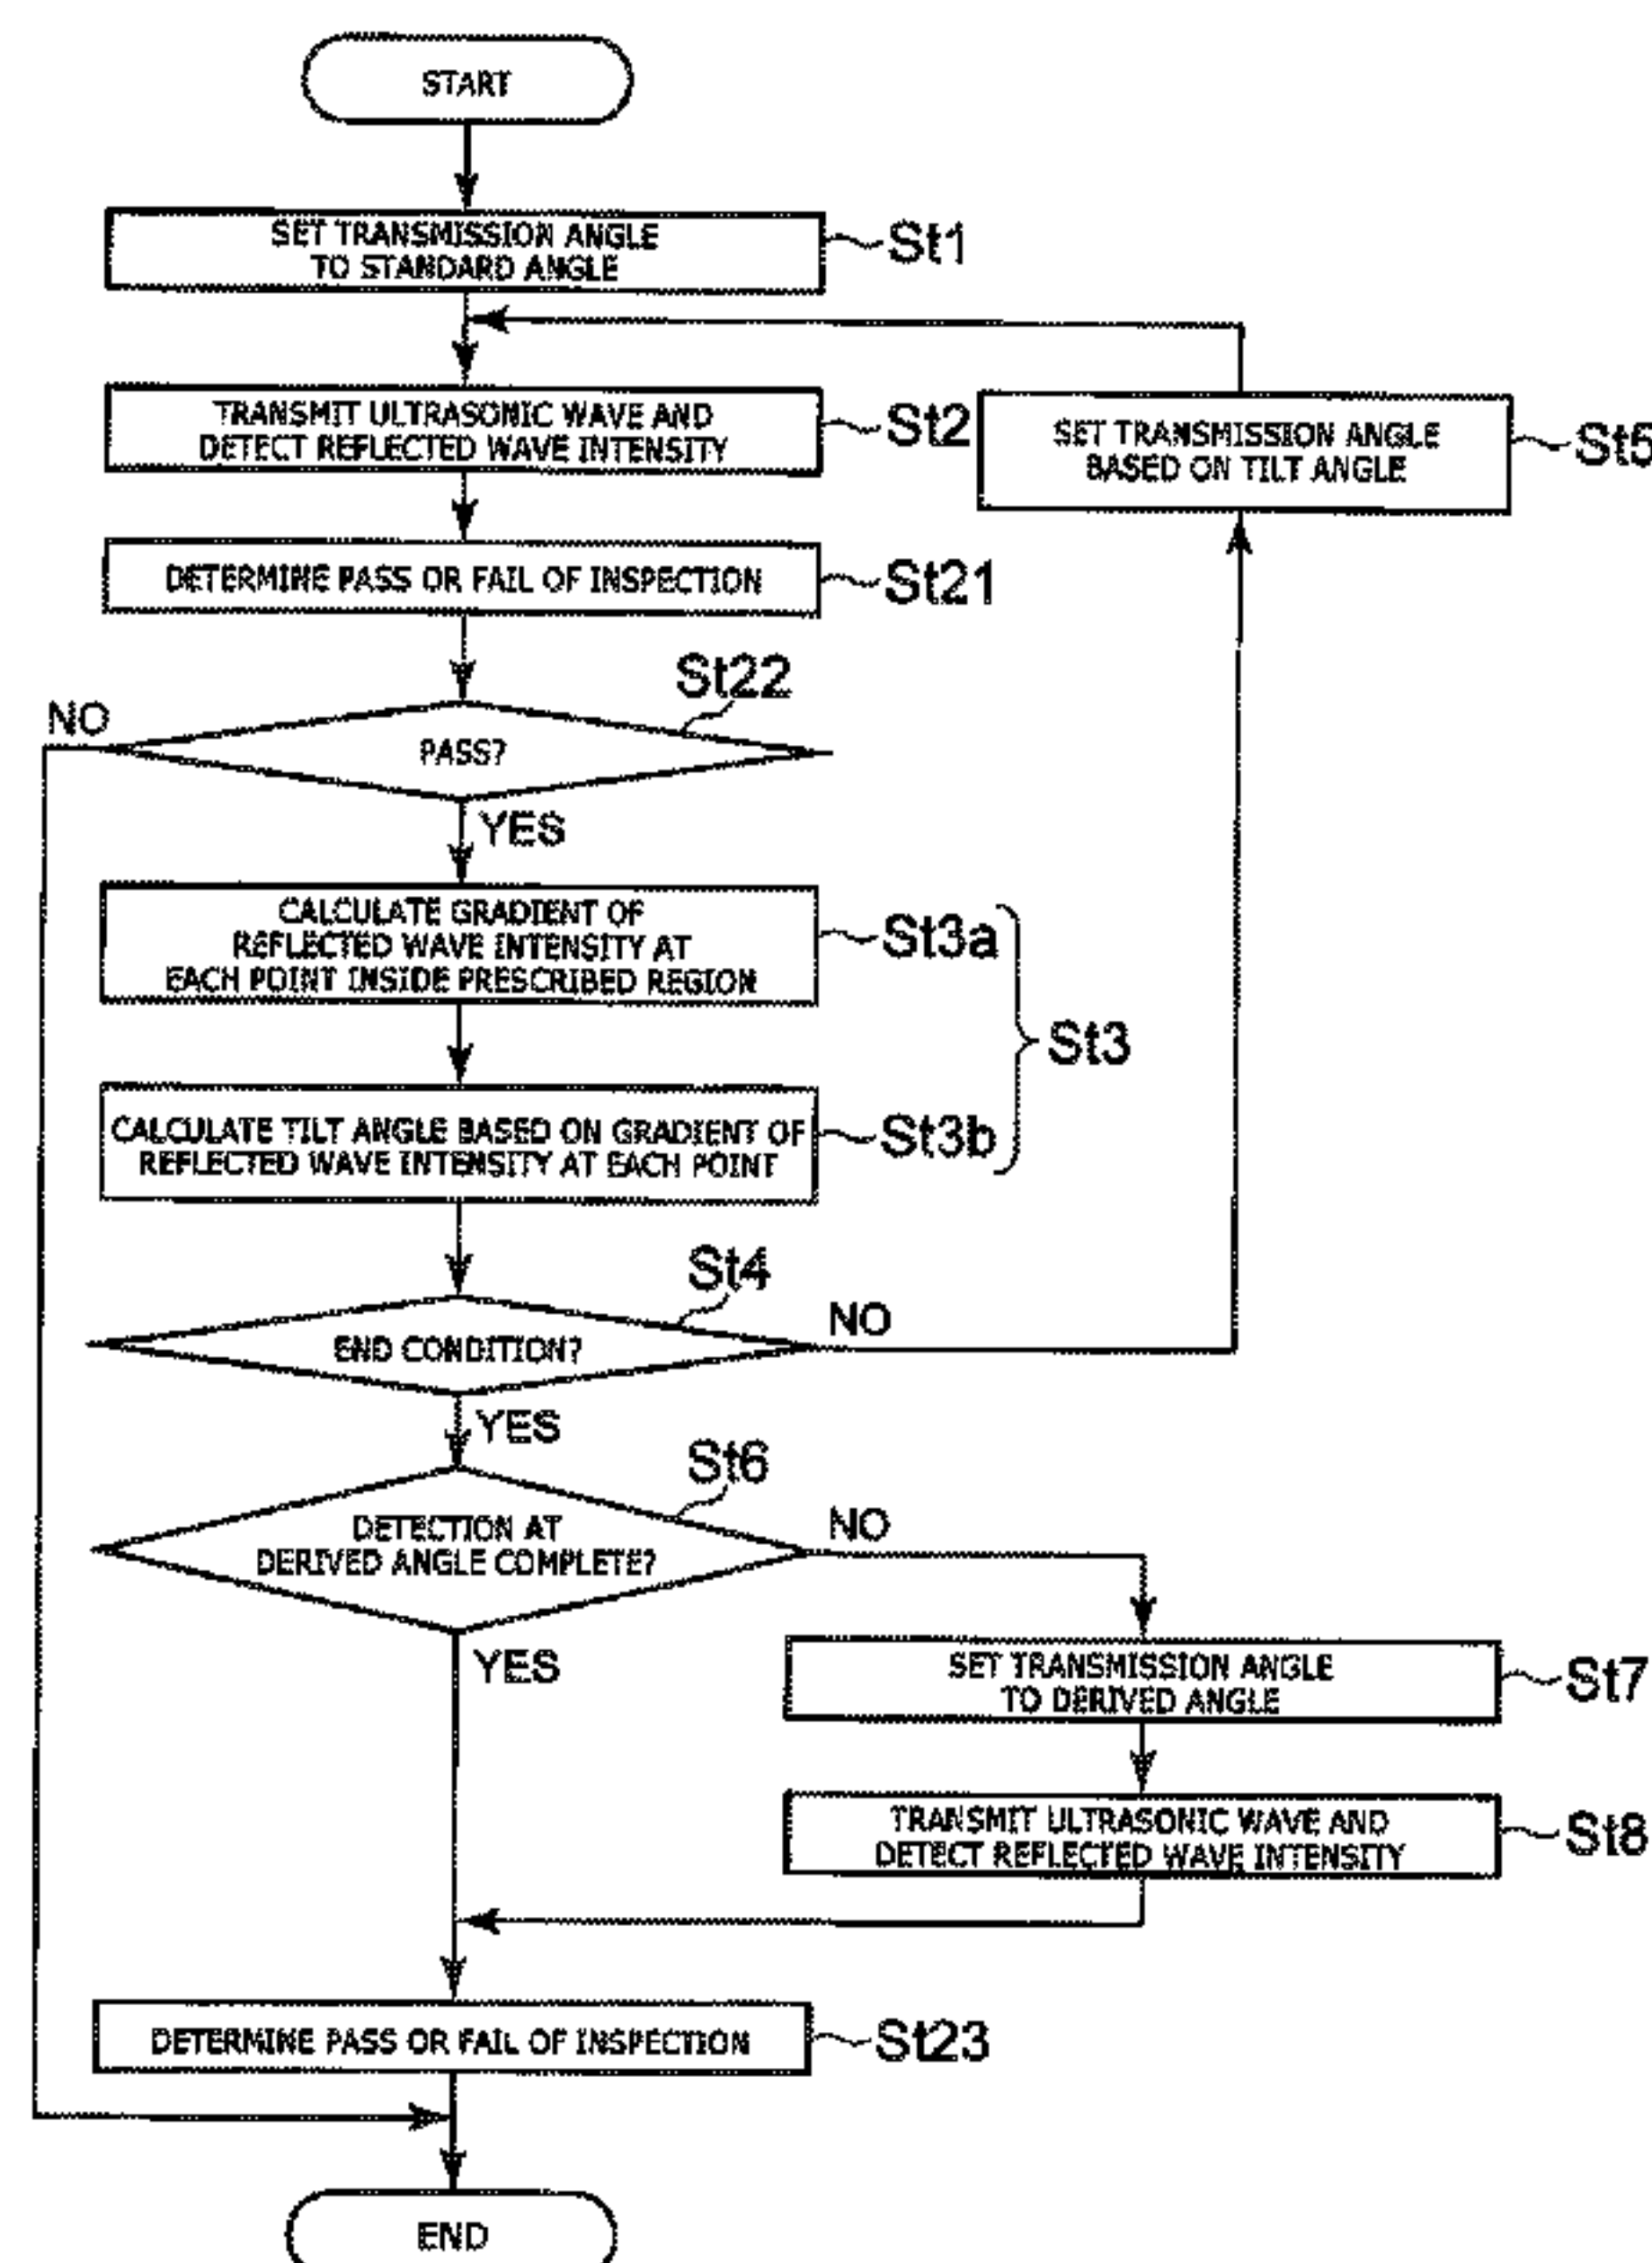 START
SET TRANSMISSION ANGLE
TO STANDARD ANGLE
St1
TRANSMIT ULTRASONIC WAVE AND
DETECT REFLECTED WAVE INTENSITY
St2
SET TRANSMISSION ANGLE
BASED ON TILT ANGLE
St5
DETERMINE PASS OR FAIL OF INSPECTION
St21
St22
NO
PASS?
YES
CALCULATE GRADIENT OF
REFLECTED WAVE INTENSITY AT
EACH POINT INSIDE PRESCRIBED REGION
St3a
St3
CALCULATE TILT ANGLE BASED ON GRADIENT OF
REFLECTED WAVE INTENSITY AT EACH POINT
St3b
St4
END CONDITION?
NO
YES
St6
DETECTION AT
DERIVED ANGLE COMPLETE?
NO
YES
SET TRANSMISSION ANGLE
TO DERIVED ANGLE
St7
TRANSMIT ULTRASONIC WAVE AND
DETECT REFLECTED WAVE INTENSITY
St8
DETERMINE PASS OR FAIL OF INSPECTION
St23
END